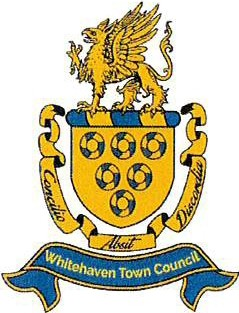 Concilio
Absit
Discordia
Whitehaven Town Council